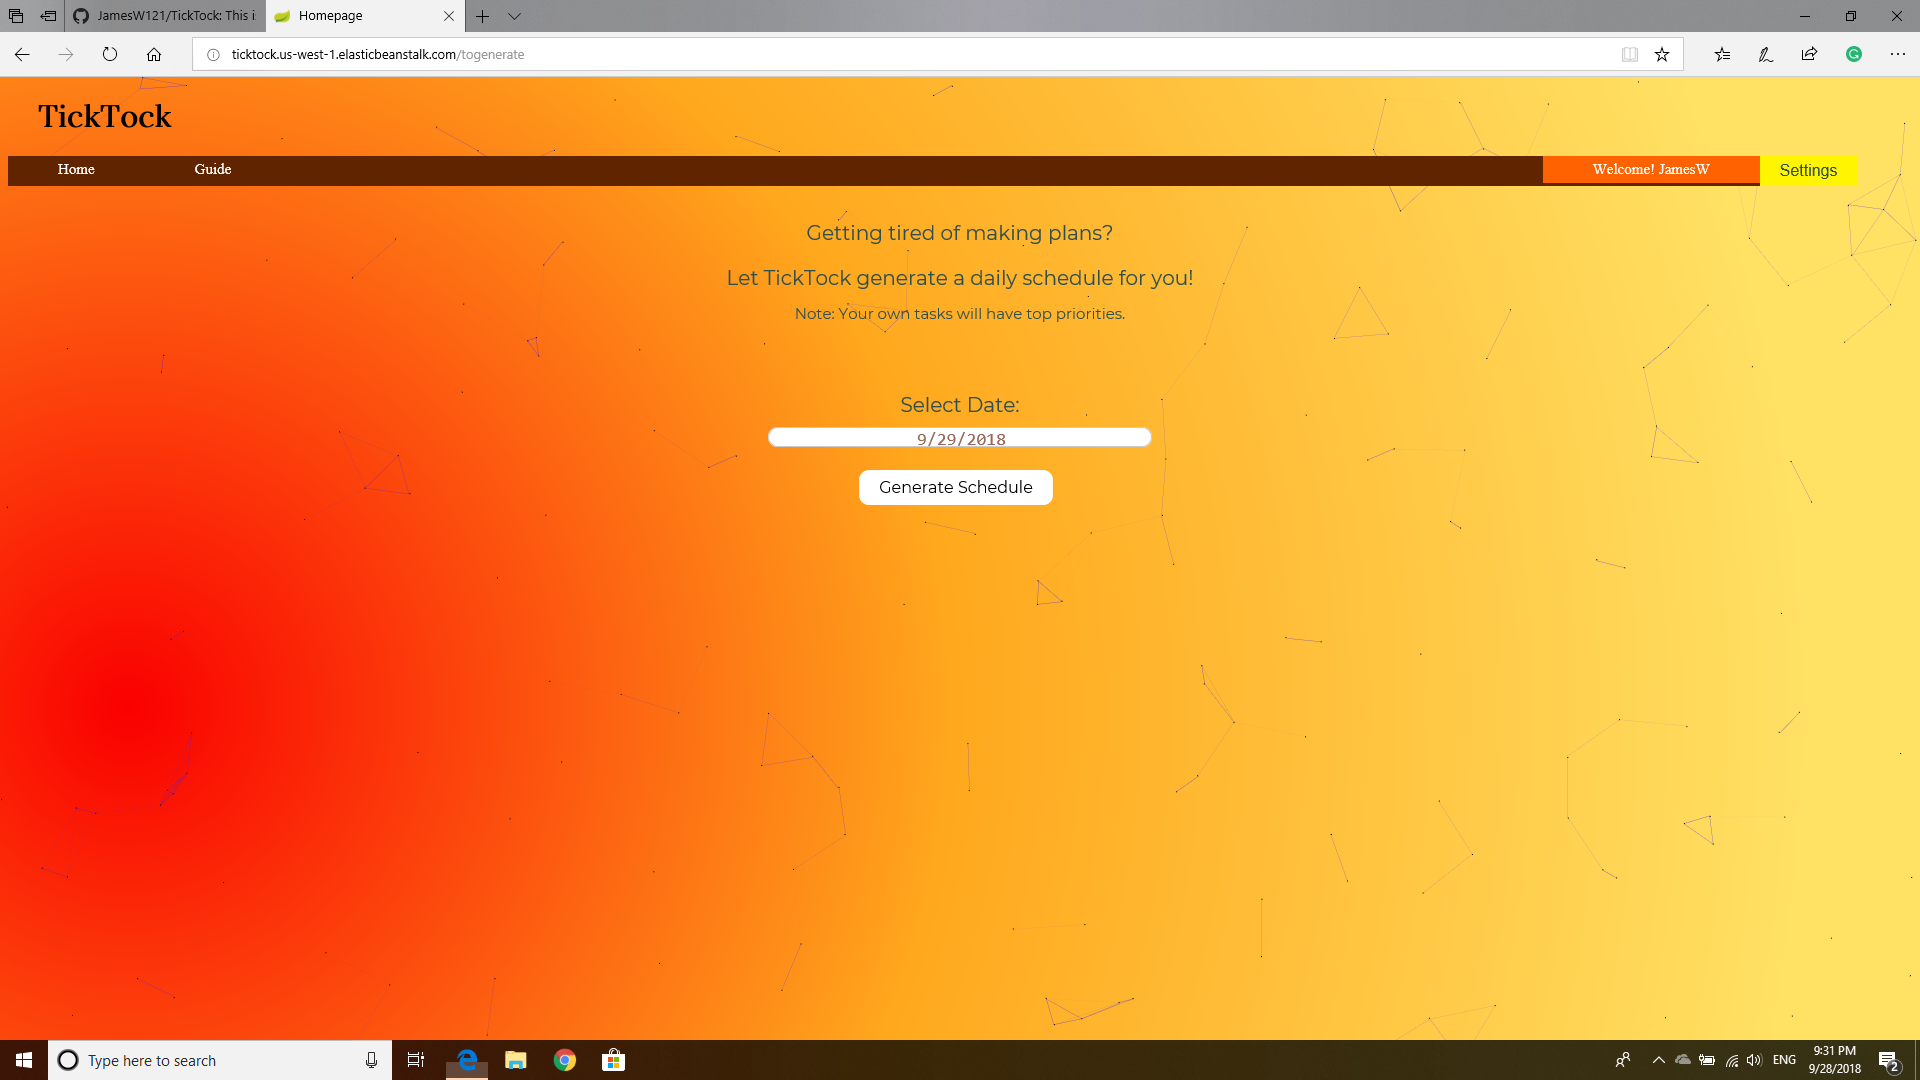 JamesW121/TickTock: This i
Homepage
ticktock.us-west-1.elasticbeanstalk.com/togenerate
TickTock
Home
Guide
Welcome! JamesW
Settings
Getting tired of making plans?
Let TickTock generate a daily schedule for you!
Note: Your own tasks will have top priorities.
Select Date:
9/29/2018
Generate Schedule
Type here to search
ENG
9:31 PM
9/28/2018
2